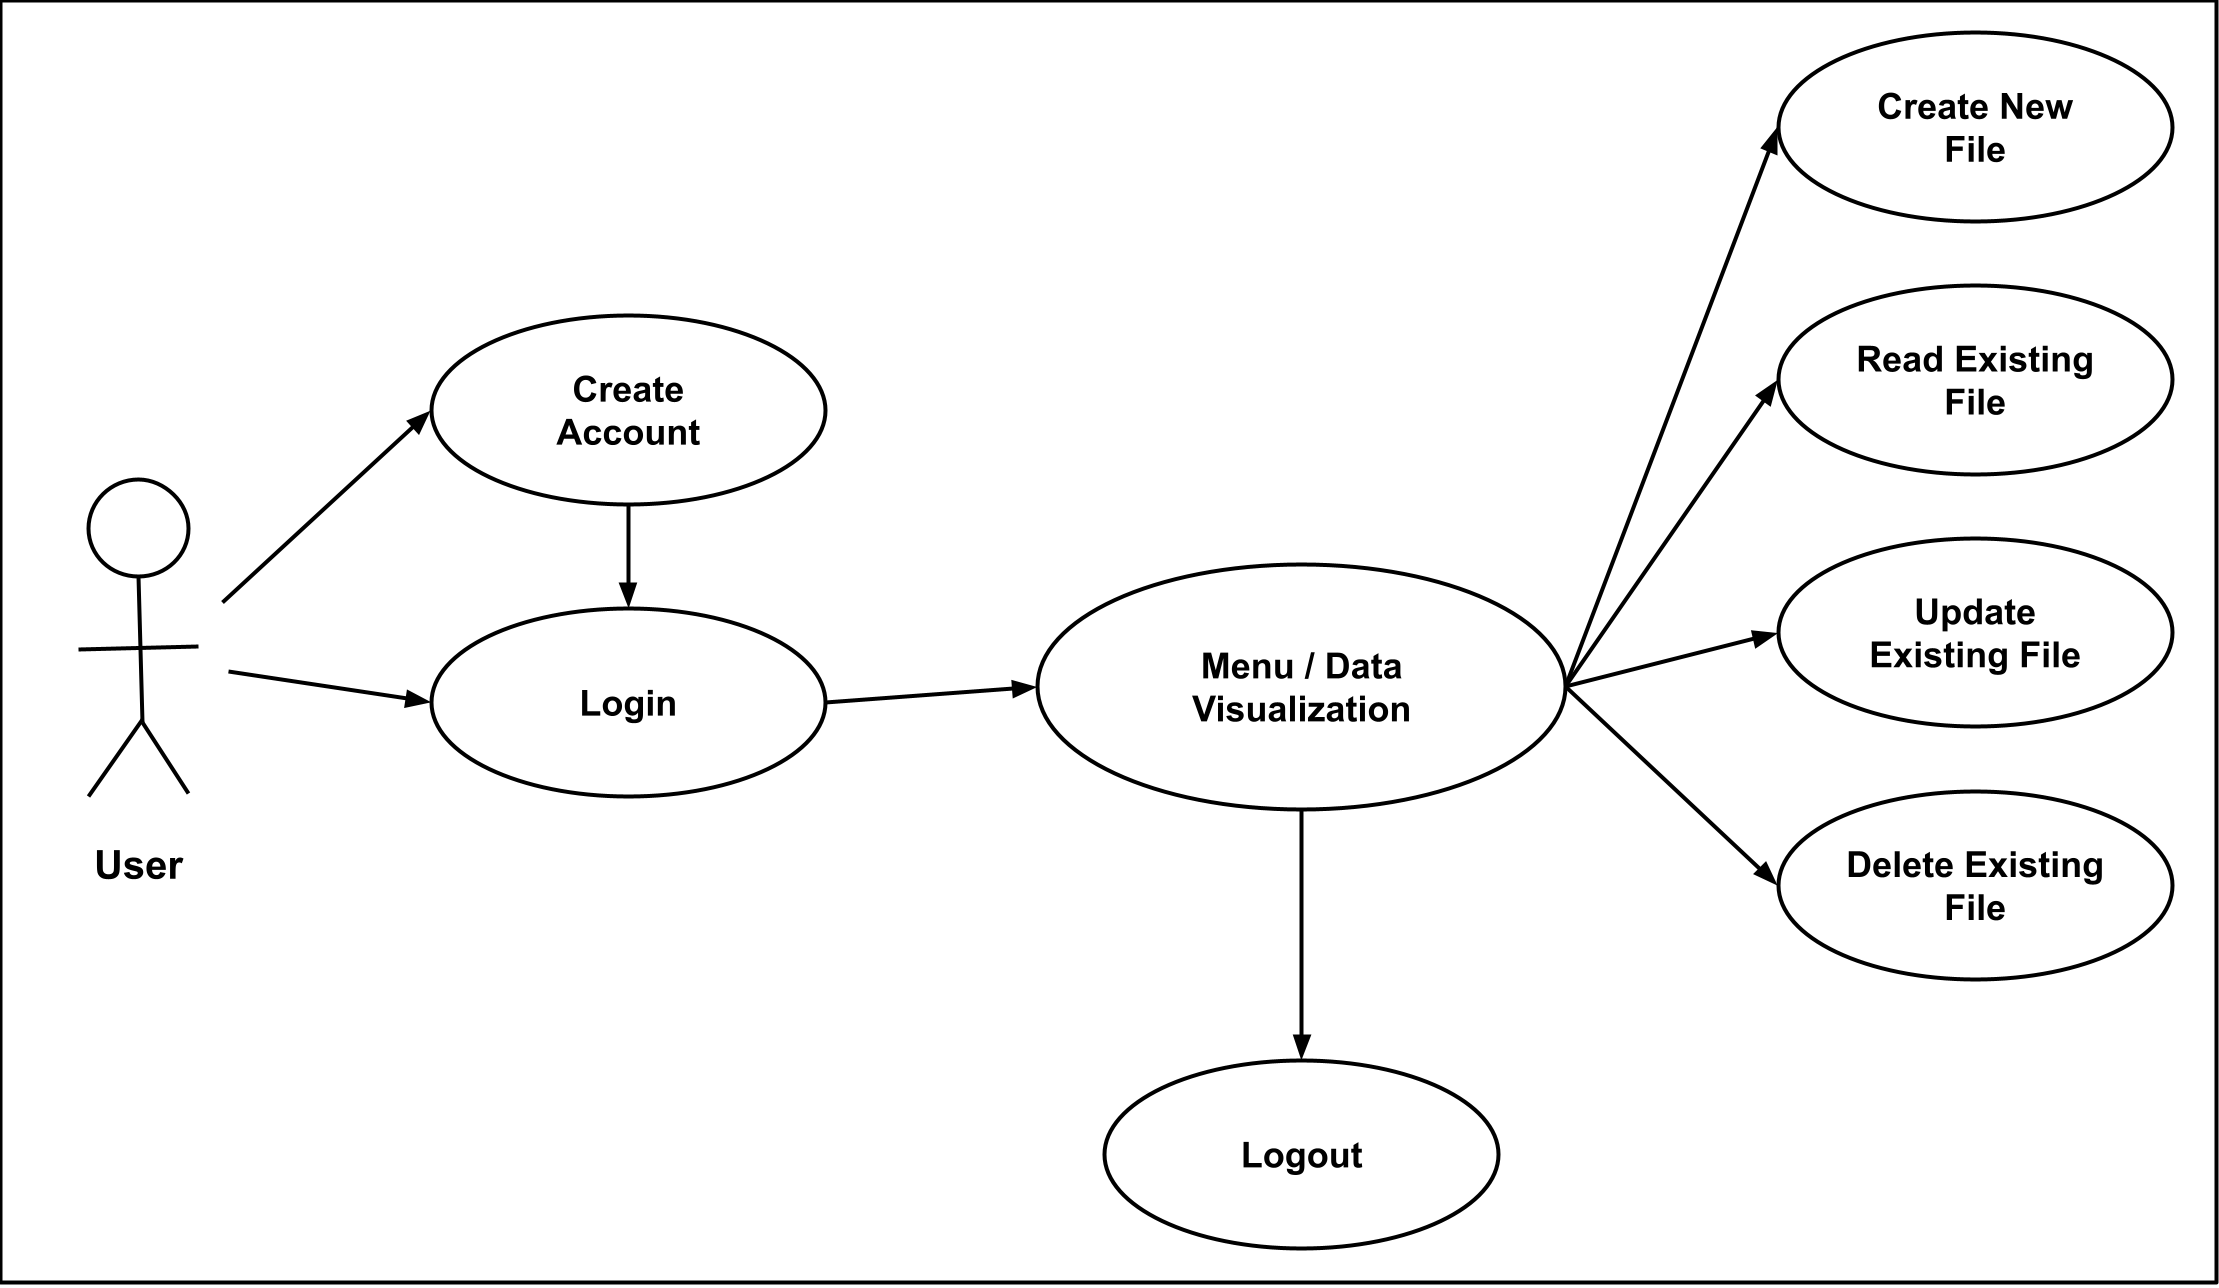 User
Create
Account
Login
Menu / Data
Visualization
Logout
Create New
File
Read Existing
File
Update
Existing File
Delete Existing
File